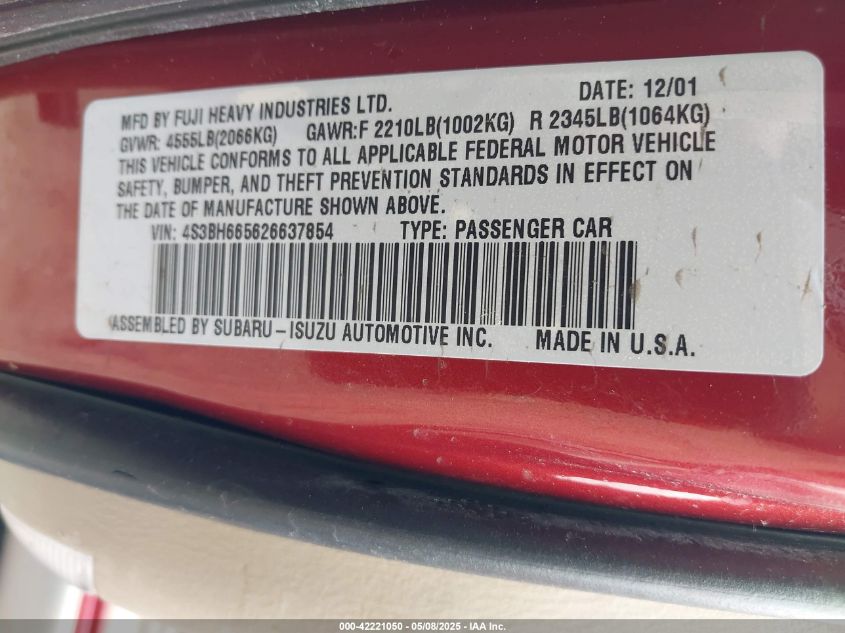 DATE: 12/01
MFD BY FUJI HEAVY INDUSTRIES LTD.
GVWR: 4555LB(2066KG) GAWR:F 2210LB(1002KG) R 2345LB(1064KG)
THIS VEHICLE CONFORMS TO ALL APPLICABLE FEDERAL MOTOR VEHICLE
SAFETY, BUMPER, AND THEFT PREVENTION STANDARDS IN EFFECT ON
THE DATE OF MANUFACTURE SHOWN ABOVE.
VIN: 4S3BH665626637854 TYPE: PASSENGER CAR
ASSEMBLED BY SUBARU-ISUZU AUTOMOTIVE INC. MADE IN U.S.A.
000-42221050 - 05/08/2025 - IAA Inc.